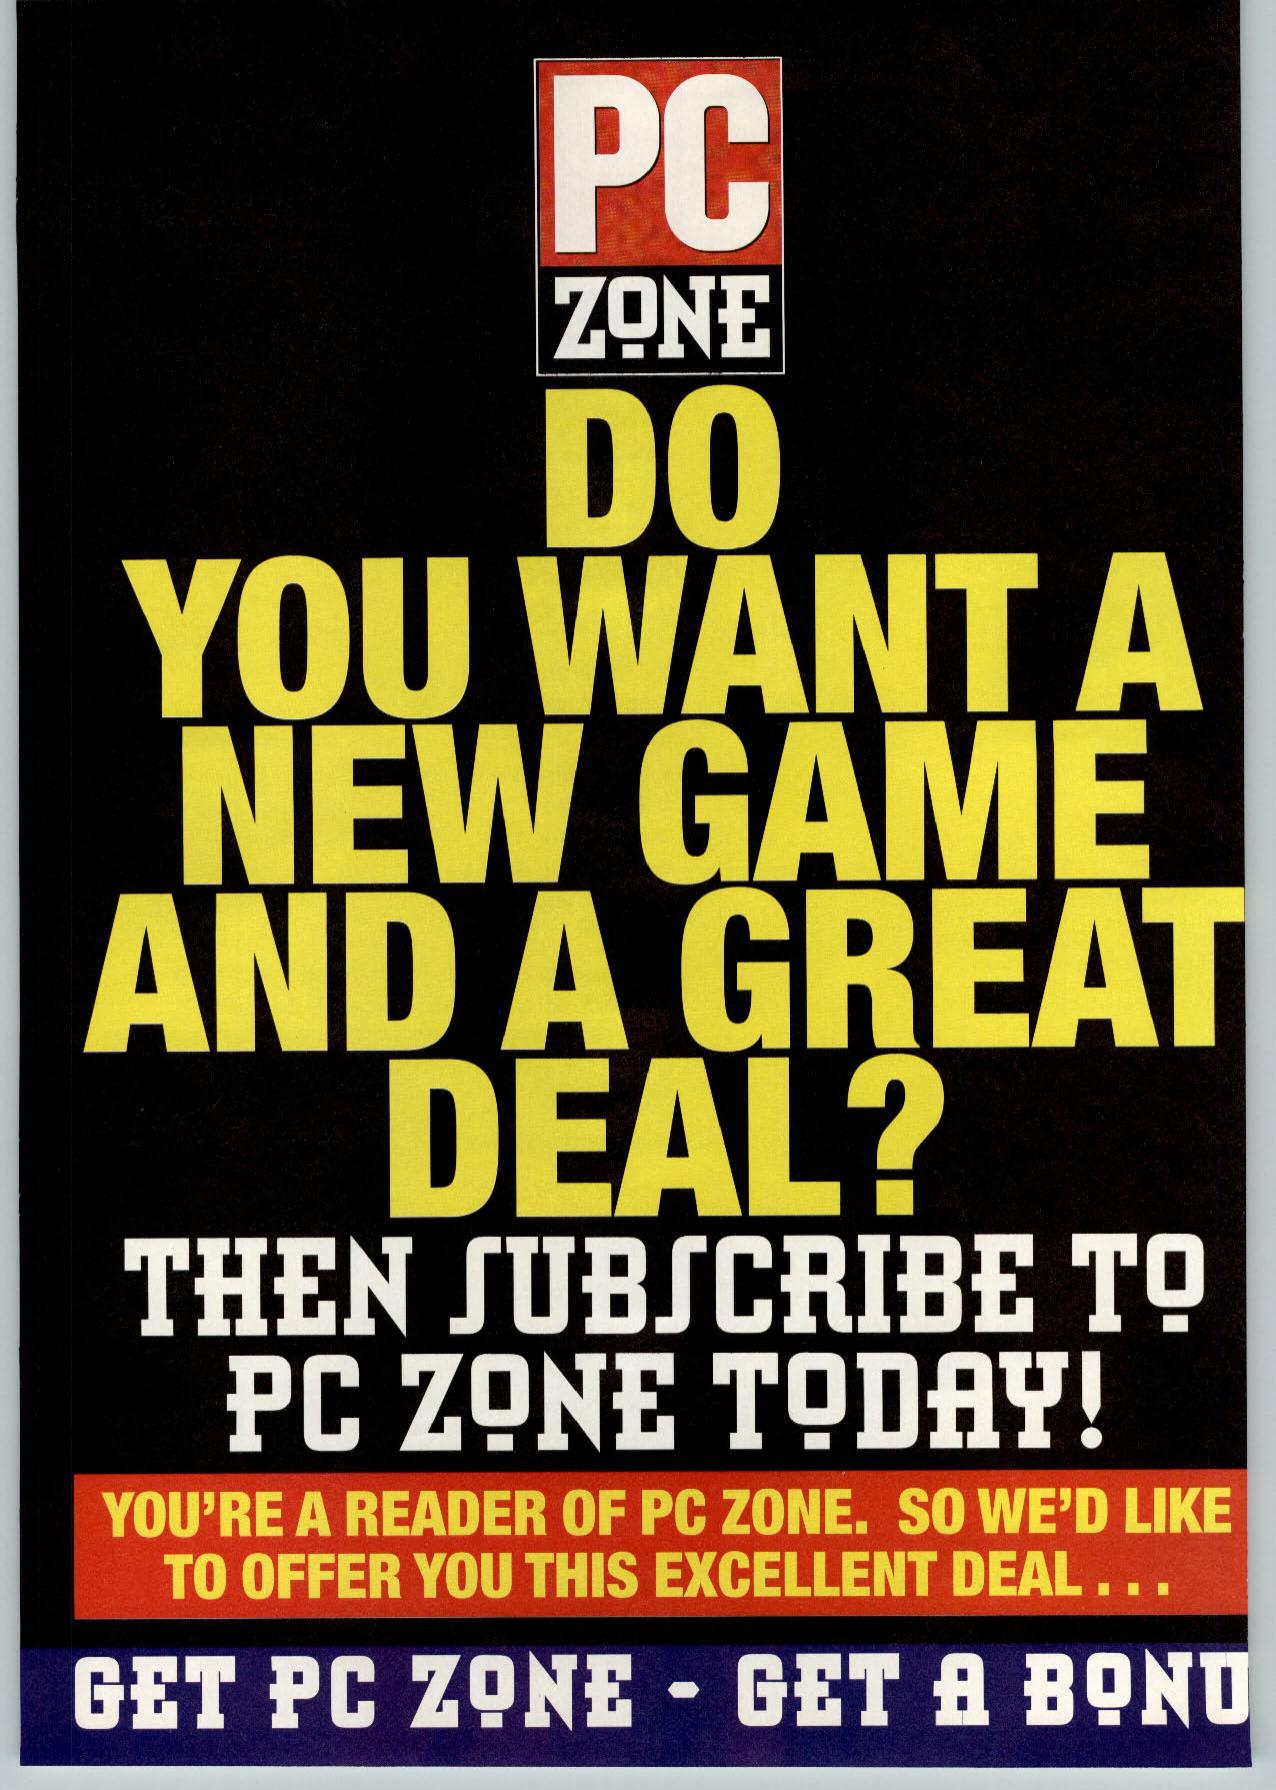 PC
ZONE
DO
YOU WANT A
NEW GAME
AND A GREAT
DEAL?
THEN SUBSCRIBE TO
PC ZONE TODAY!
YOU'RE A READER OF PC ZONE. SO WE'D LIKE
TO OFFER YOU THIS EXCELLENT DEAL . . .
GET PC ZONE - GET A BONU